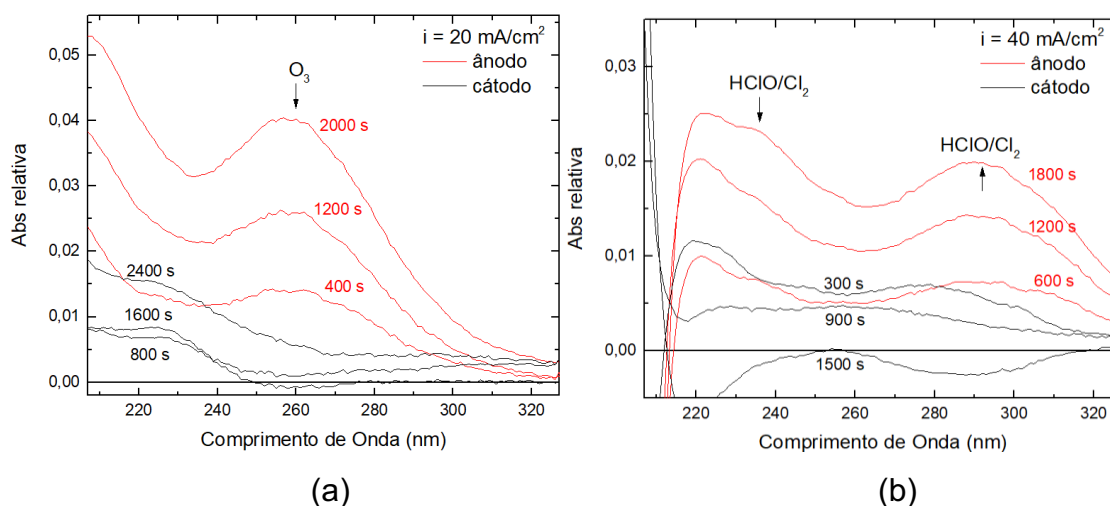 i = 20 mA/cm²
ânodo
cátodo
O₃
2000 s
1200 s
400 s
2400 s
1600 s
800 s
0,05
0,04
0,03
0,02
0,01
0,00
Abs relativa
220 240 260 280 300 320
Comprimento de Onda (nm)
(a)
i = 40 mA/cm²
ânodo
cátodo
HClO/Cl₂
HClO/Cl₂
1800 s
1200 s
600 s
300 s
900 s
1500 s
0,03
0,02
0,01
0,00
Abs relativa
220 240 260 280 300 320
Comprimento de Onda (nm)
(b)